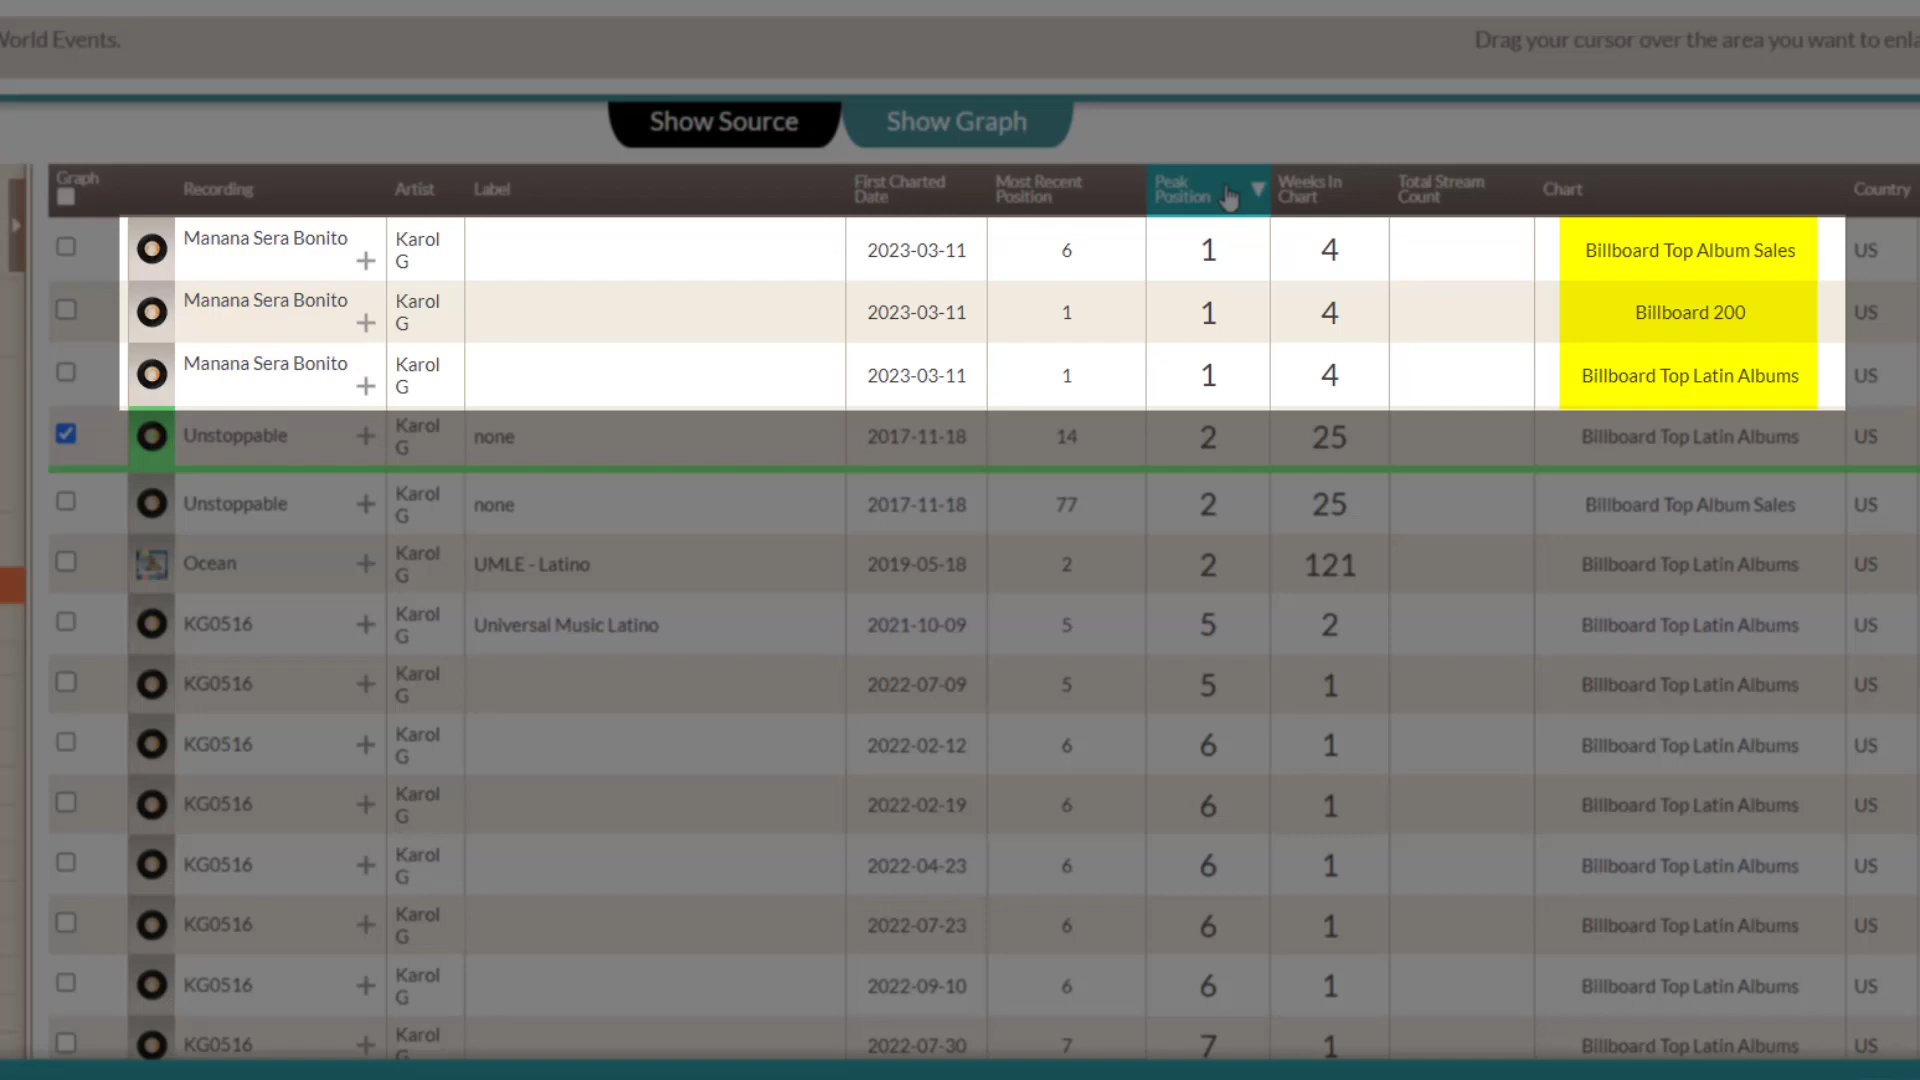 World Events.
Drag your cursor over the area you want to enla
Show Source Show Graph
Graph Recording Artist Label First Charted Date Most Recent Position Peak Position ▼ Weeks In Chart Total Stream Count Chart Country
Manana Sera Bonito + Karol G 2023-03-11 6 1 4 Billboard Top Album Sales US
Manana Sera Bonito + Karol G 2023-03-11 1 1 4 Billboard 200 US
Manana Sera Bonito + Karol G 2023-03-11 1 1 4 Billboard Top Latin Albums US
Unstoppable + Karol G none 2017-11-18 14 2 25 Billboard Top Latin Albums US
Unstoppable + Karol G none 2017-11-18 77 2 25 Billboard Top Album Sales US
Ocean + Karol G UMLE - Latino 2019-05-18 2 2 121 Billboard Top Latin Albums US
KG0516 + Karol G Universal Music Latino 2021-10-09 5 5 2 Billboard Top Latin Albums US
KG0516 + Karol G 2022-07-09 5 5 1 Billboard Top Latin Albums US
KG0516 + Karol G 2022-02-12 6 6 1 Billboard Top Latin Albums US
KG0516 + Karol G 2022-02-19 6 6 1 Billboard Top Latin Albums US
KG0516 + Karol G 2022-04-23 6 6 1 Billboard Top Latin Albums US
KG0516 + Karol G 2022-07-23 6 6 1 Billboard Top Latin Albums US
KG0516 + Karol G 2022-09-10 6 6 1 Billboard Top Latin Albums US
KG0516 + Karol G 2022-07-30 7 7 1 Billboard Top Latin Albums US